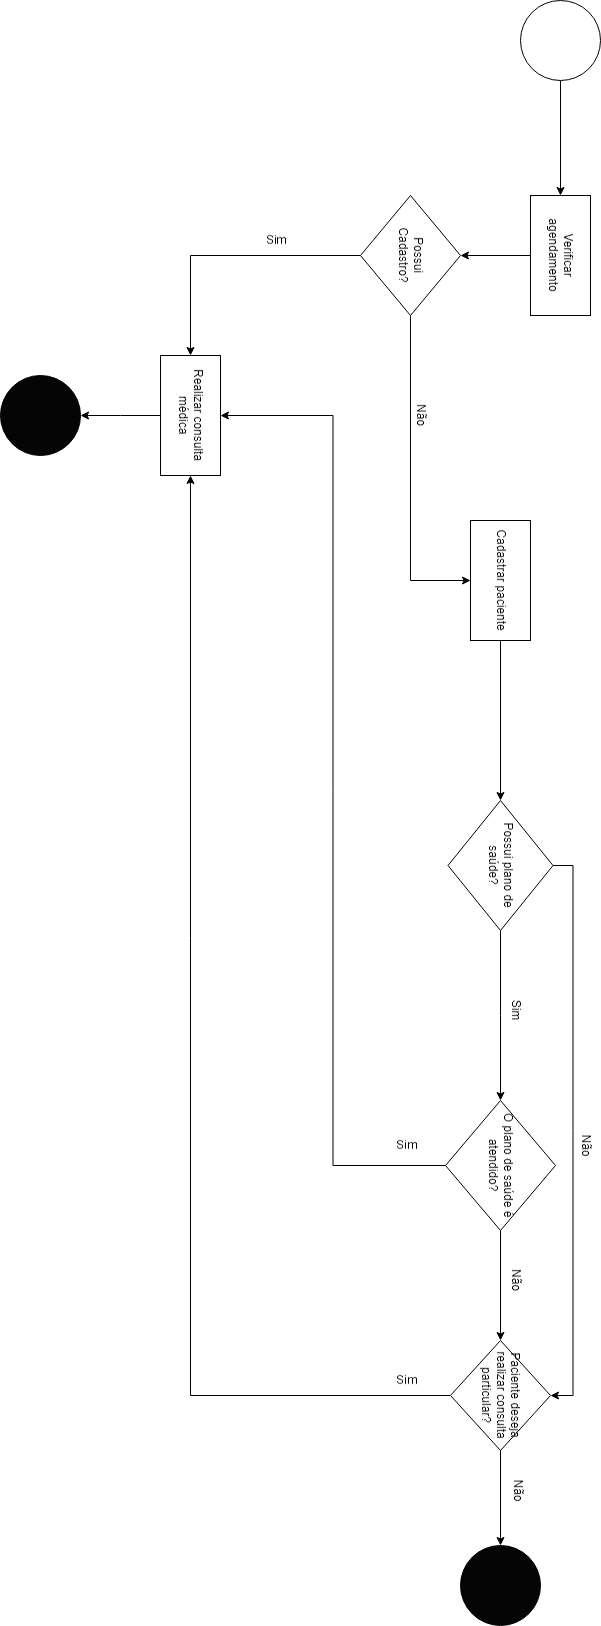 Verificar
agendamento
Possui
Cadastro?
Sim
Não
Realizar consulta
médica
Cadastrar paciente
Possui plano de
saúde?
Sim
Não
O plano de saúde é
atendido?
Sim
Não
Paciente deseja
realizar consulta
particular?
Sim
Não